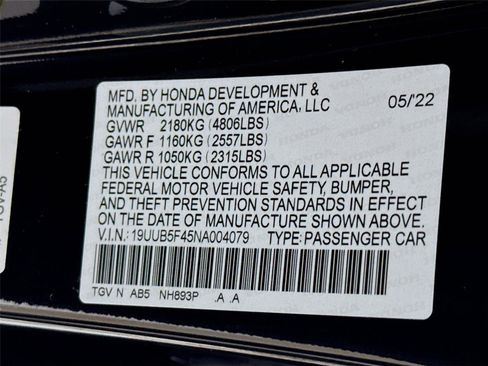 MFD. BY HONDA DEVELOPMENT &
MANUFACTURING OF AMERICA, LLC 05/'22
GVWR 2180KG (4806LBS)
GAWR F 1160KG (2557LBS)
GAWR R 1050KG (2315LBS)
THIS VEHICLE CONFORMS TO ALL APPLICABLE
FEDERAL MOTOR VEHICLE SAFETY, BUMPER,
AND THEFT PREVENTION STANDARDS IN EFFECT
ON THE DATE OF MANUFACTURE SHOWN ABOVE.
V.I.N: 19UUB5F45NA004079 TYPE: PASSENGER CAR
TGV N AB5 NH893P .A .A
TGV-A5